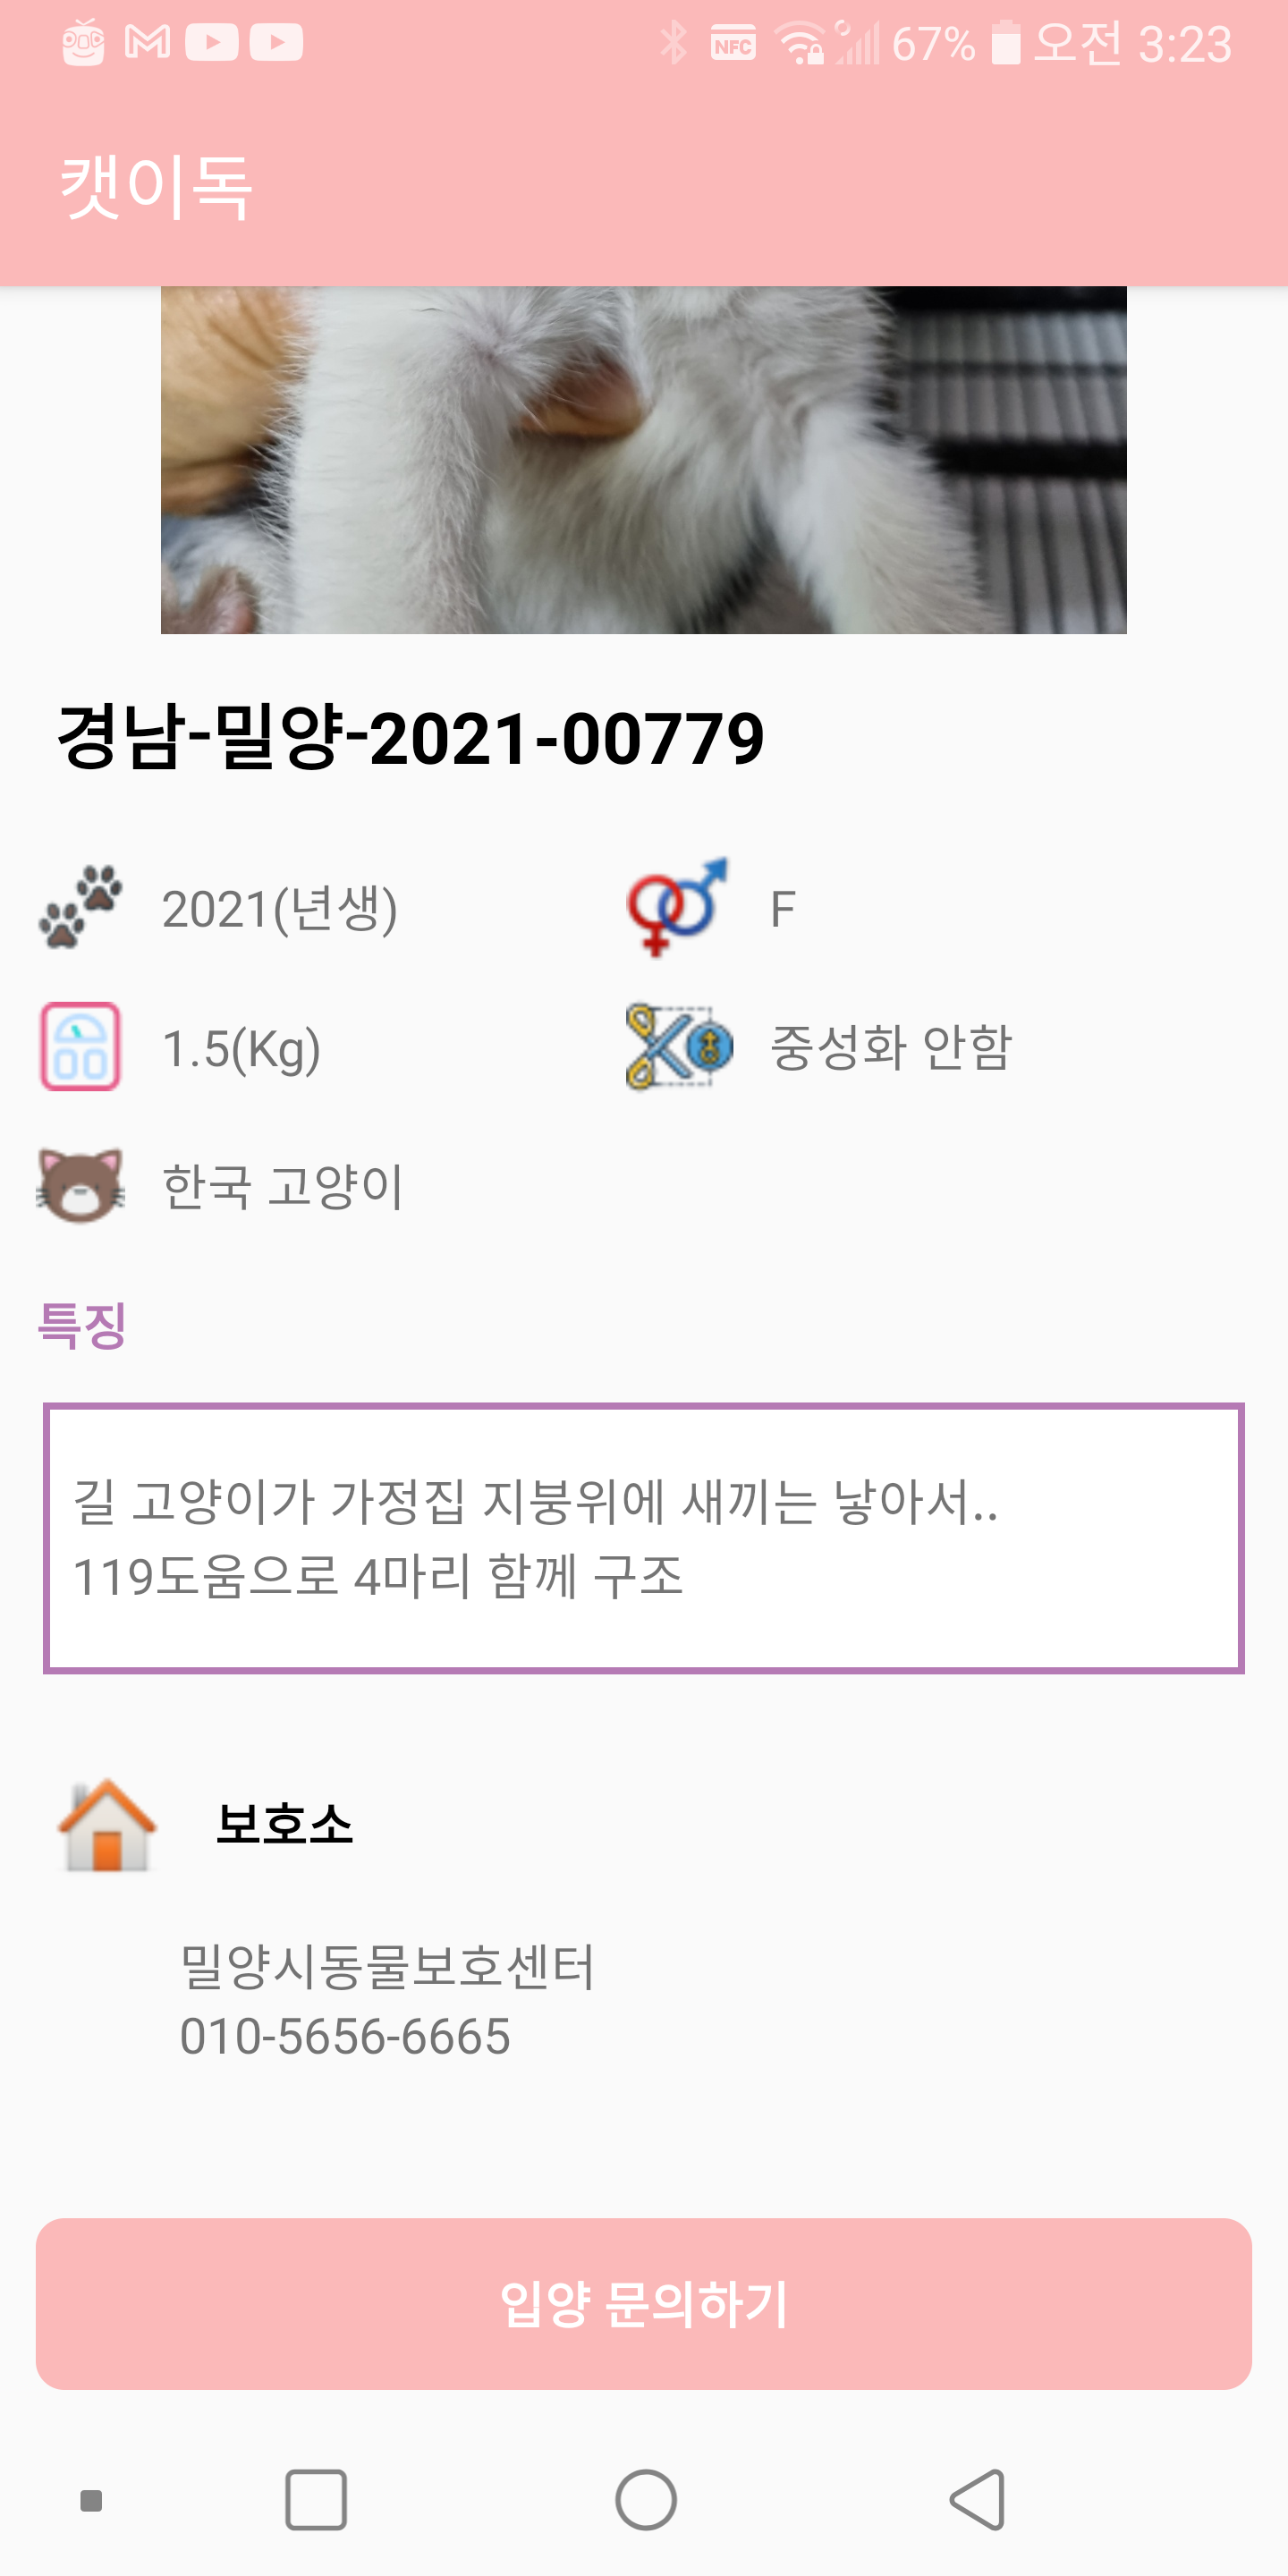 NFC 67% 오전 3:23
캣이독
경남-밀양-2021-00779
2021(년생) F
1.5(Kg) 중성화 안함
한국 고양이
특징
길 고양이가 가정집 지붕위에 새끼는 낳아서..
119도움으로 4마리 함께 구조
보호소
밀양시동물보호센터
010-5656-6665
입양 문의하기